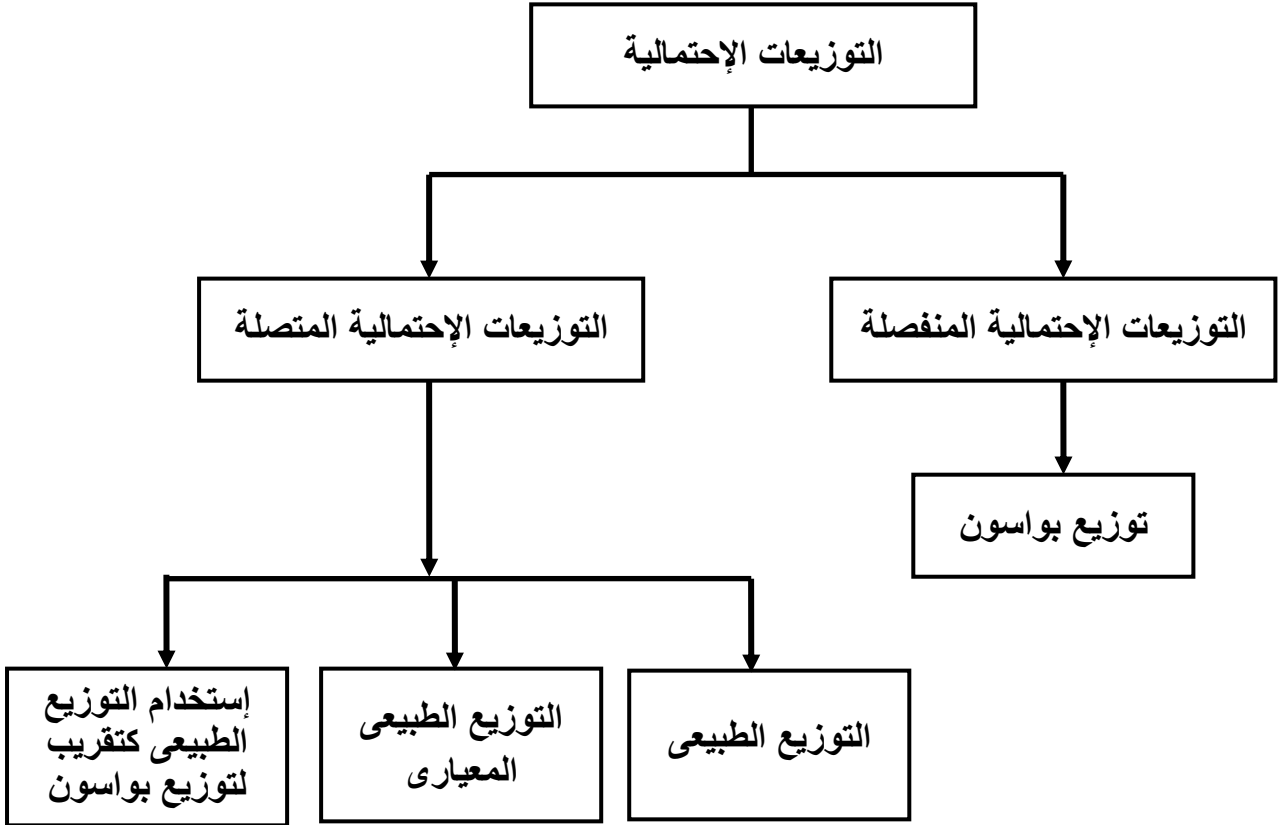 التوزيعات الإحتمالية
التوزيعات الإحتمالية المنفصلة
التوزيعات الإحتمالية المتصلة
توزيع بواسون
التوزيع الطبيعى
التوزيع الطبيعى
المعيارى
إستخدام التوزيع
الطبيعى كتقريب
لتوزيع بواسون